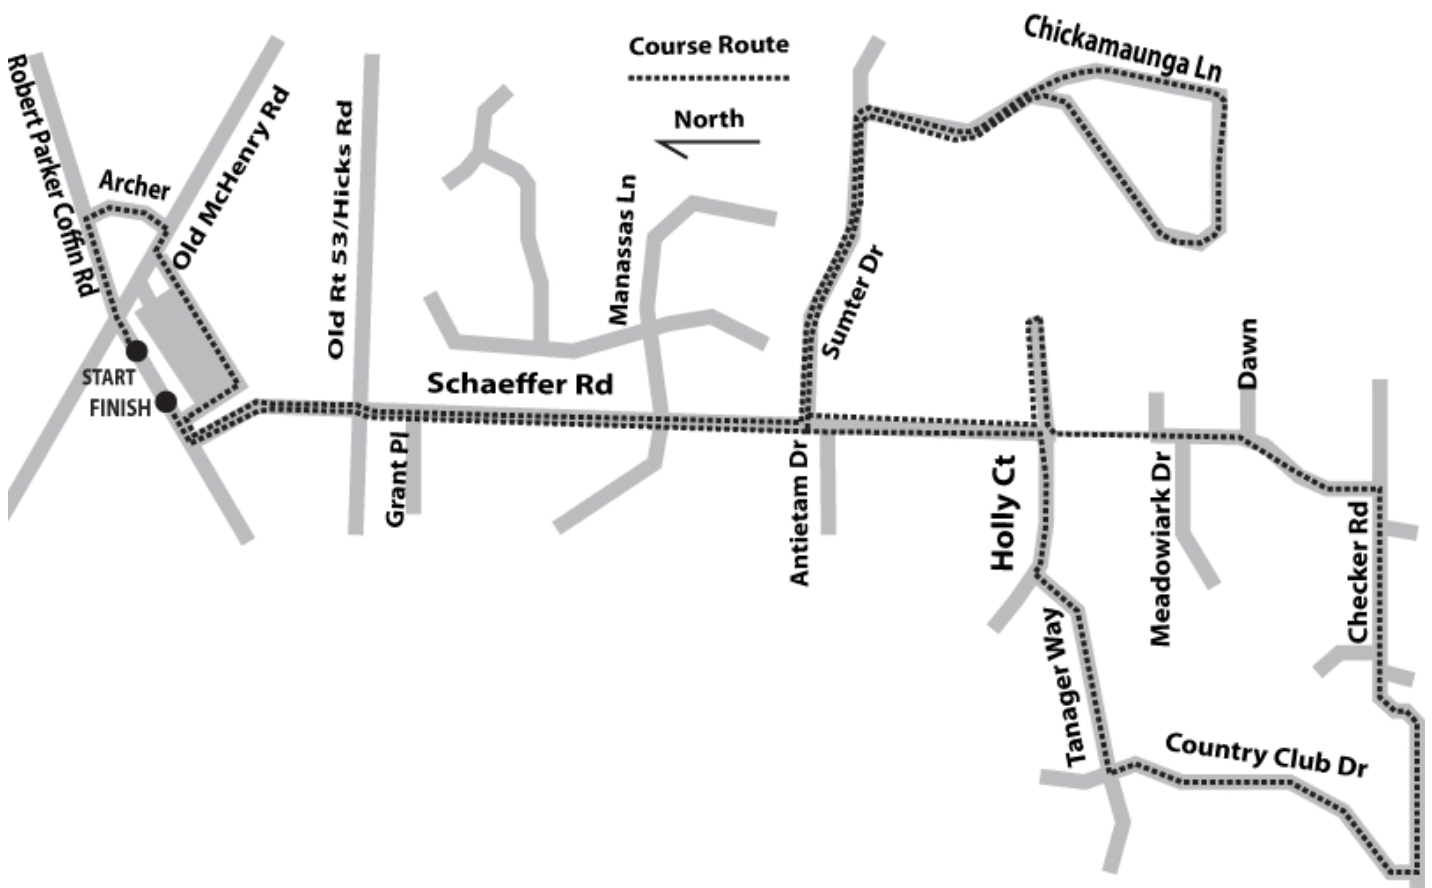 Chickamaunga Ln
Course Route
North
Robert Parker Coffin Rd
Old McHenry Rd
Archer
Old Rt 53/Hicks Rd
Manassas Ln
Sumter Dr
START
FINISH
Schaeffer Rd
Dawn
Grant Pl
Antietam Dr
Holly Ct
Meadowiark Dr
Checker Rd
Tanager Way
Country Club Dr